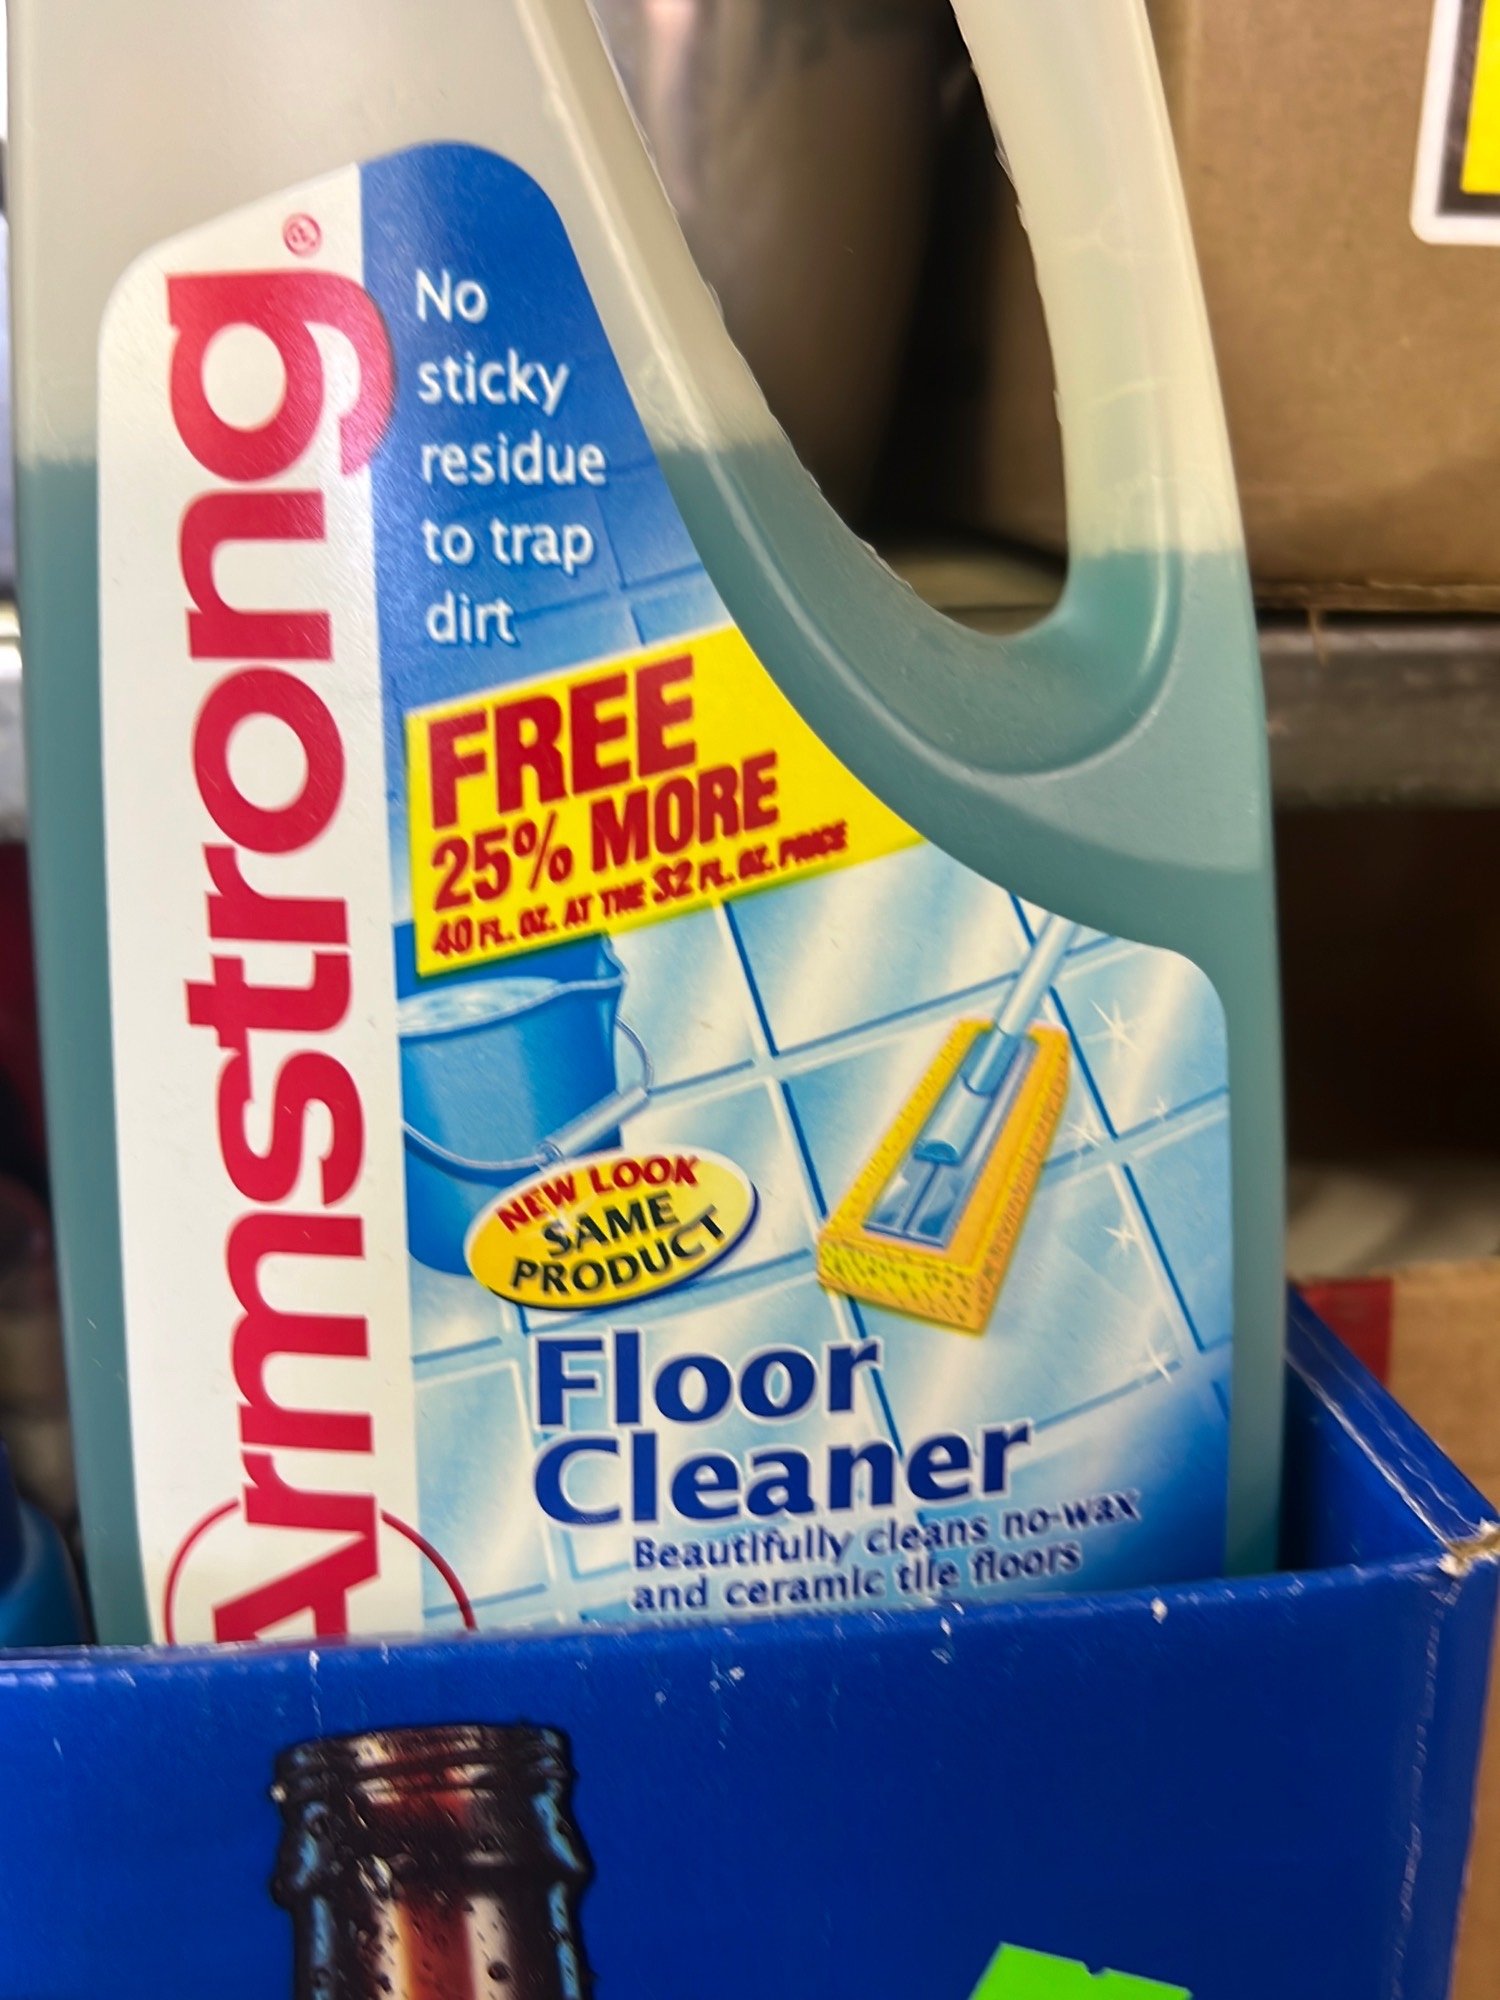 Armstrong®
No
sticky
residue
to trap
dirt
FREE
25% MORE
40 FL. OZ. AT THE 32 FL. OZ. PRICE
NEW LOOK
SAME
PRODUCT
Floor
Cleaner
Beautifully cleans no-wax
and ceramic tile floors